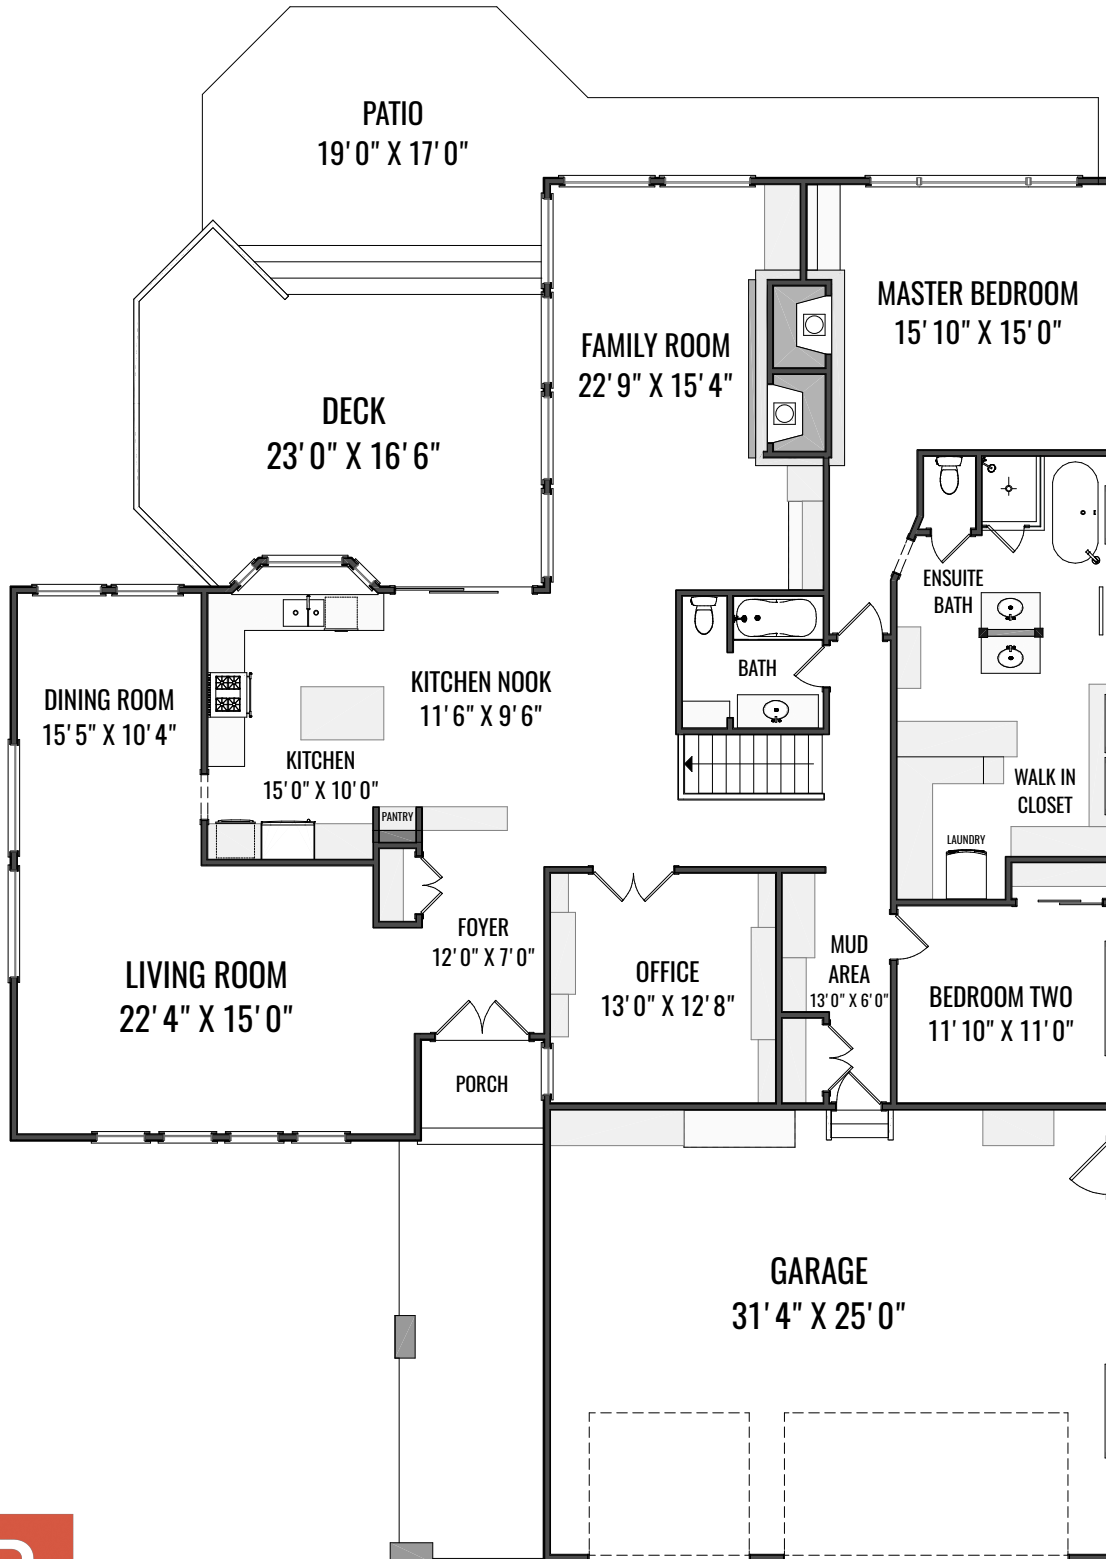 PATIO
19'0" X 17'0"
MASTER BEDROOM
15'10" X 15'0"
FAMILY ROOM
22'9" X 15'4"
DECK
23'0" X 16'6"
ENSUITE
BATH
BATH
KITCHEN NOOK
11'6" X 9'6"
DINING ROOM
15'5" X 10'4"
KITCHEN
15'0" X 10'0"
WALK IN
CLOSET
PANTRY
LAUNDRY
FOYER
12'0" X 7'0"
MUD
AREA
13'0" X 6'0"
OFFICE
13'0" X 12'8"
LIVING ROOM
22'4" X 15'0"
BEDROOM TWO
11'10" X 11'0"
PORCH
GARAGE
31'4" X 25'0"